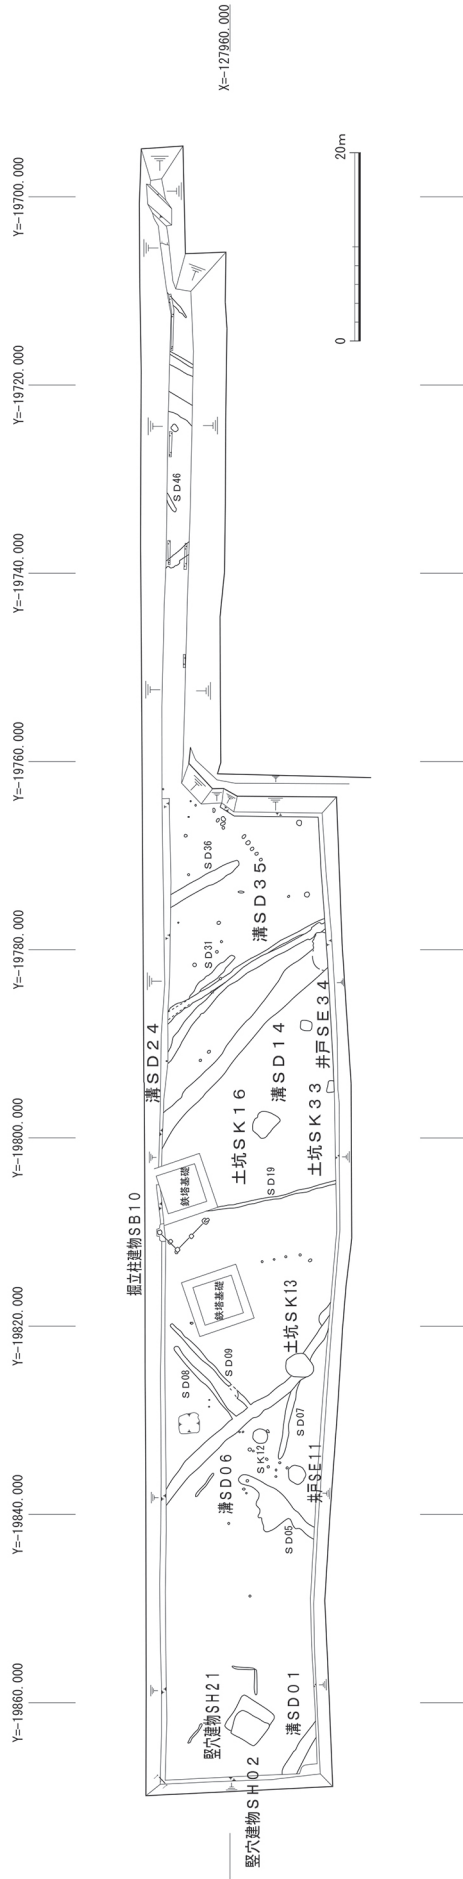 X=-127960.000
Y=-19700.000
Y=-19720.000
Y=-19740.000
Y=-19760.000
Y=-19780.000
Y=-19800.000
Y=-19820.000
Y=-19840.000
Y=-19860.000
20m
0
SD46
SD36
溝SD35
SD31
溝SD24
井戸SE34
溝SD14
土坑SK33
土坑SK16
SD19
鉄塔基礎
掘立柱建物SB10
鉄塔基礎
土坑SK13
SD09
SD08
SD07
SK12
井戸SE11
溝SD06
SD05
竪穴建物SH21
溝SD01
竪穴建物SH02